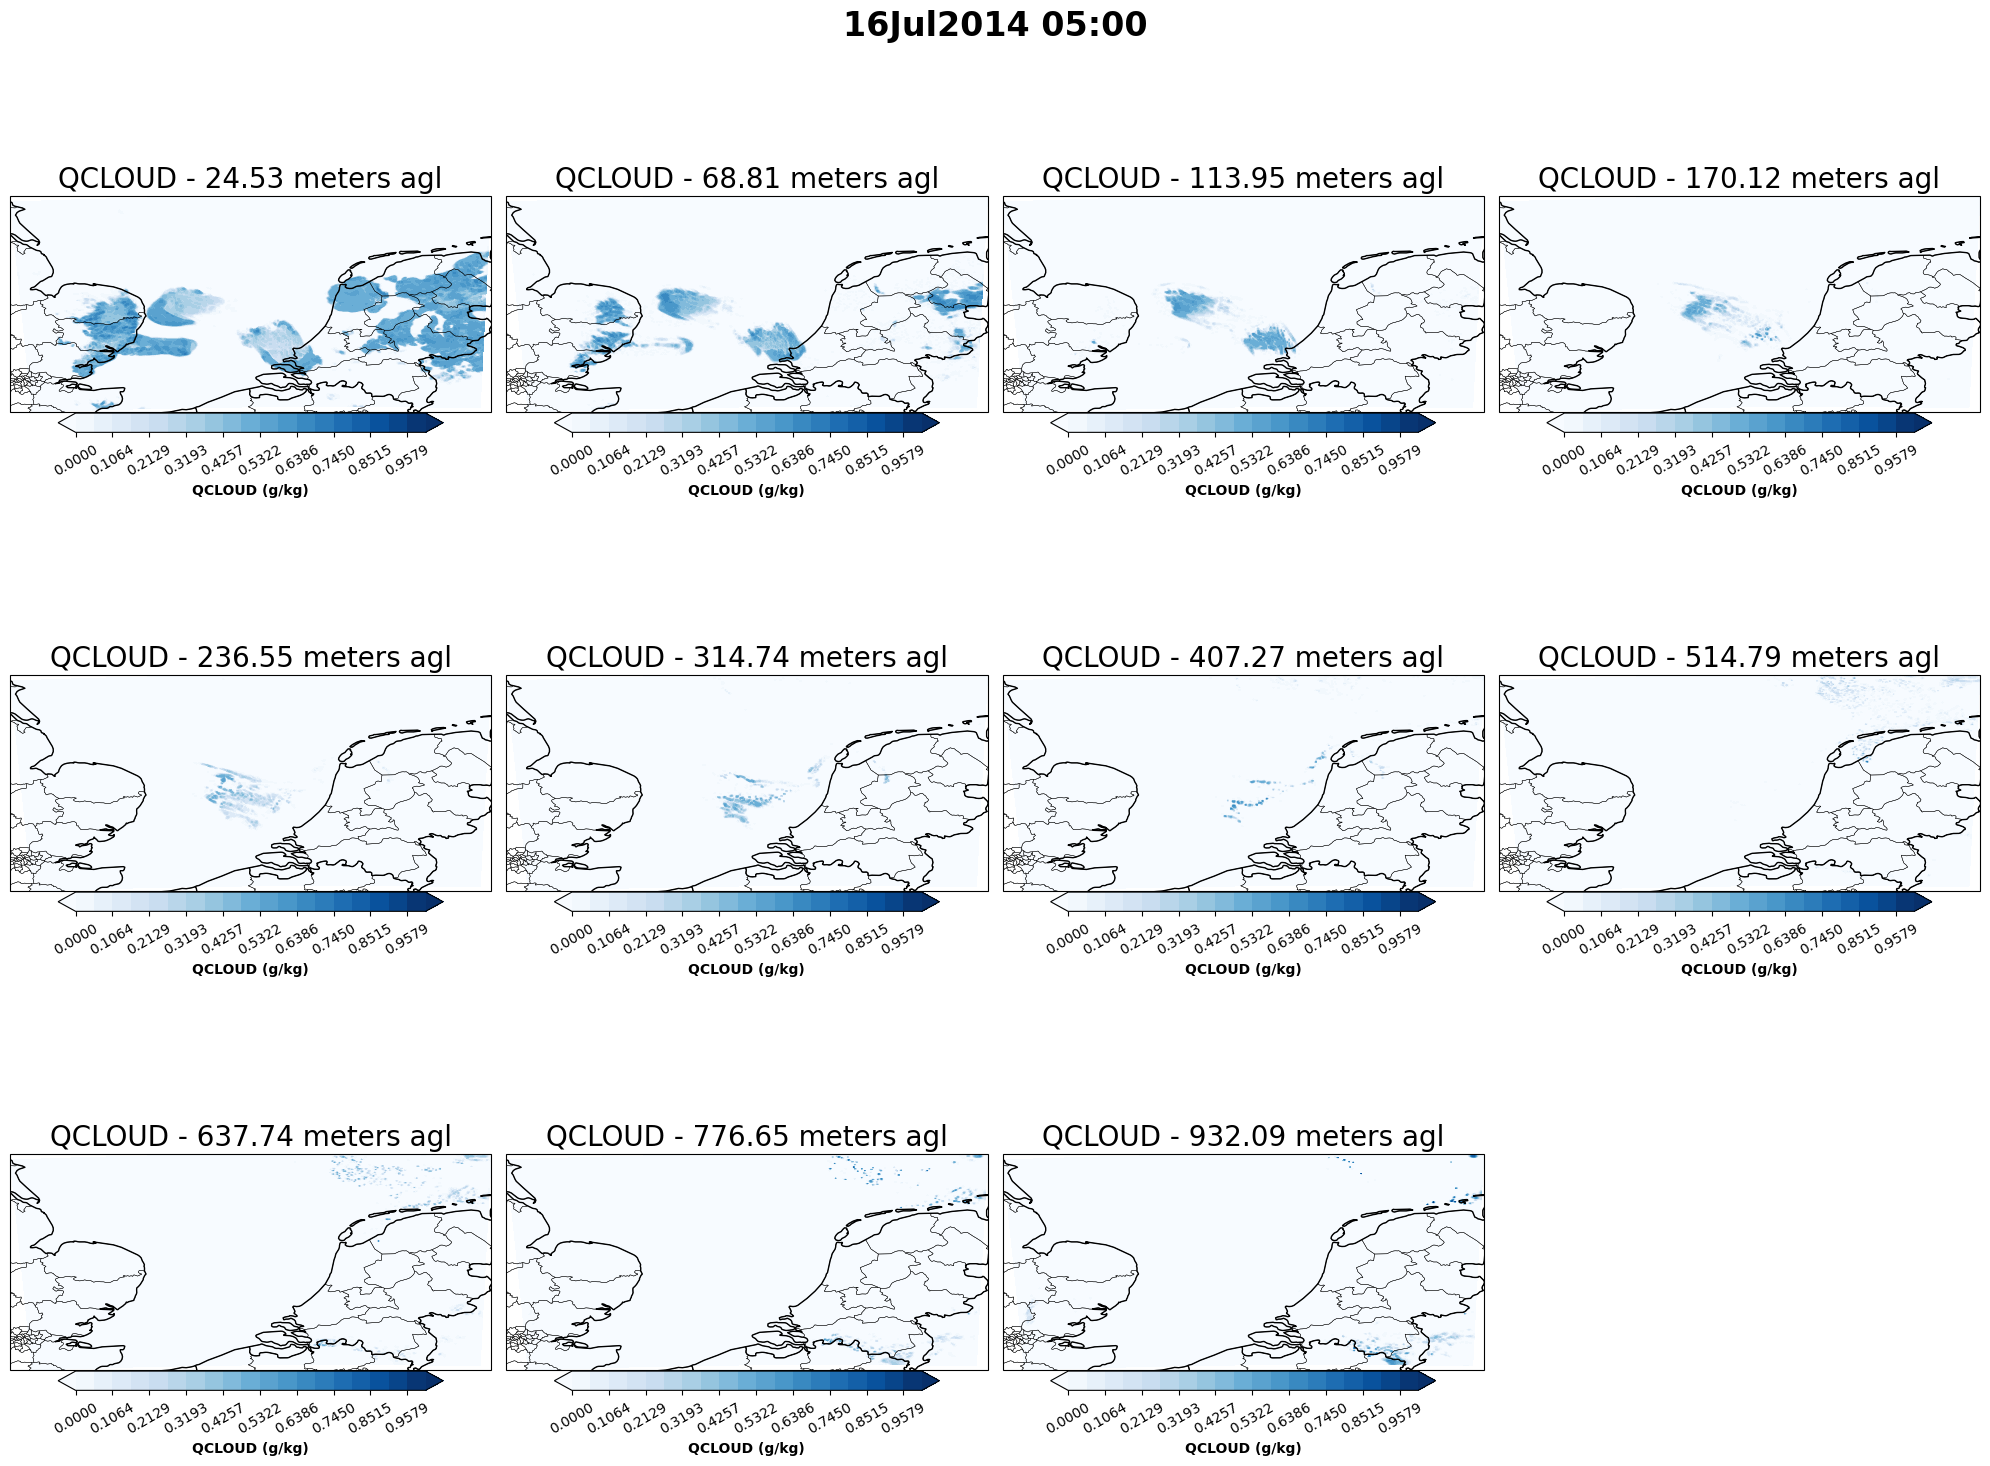 16Jul2014 05:00
QCLOUD - 24.53 meters agl
QCLOUD - 68.81 meters agl
QCLOUD - 113.95 meters agl
QCLOUD - 170.12 meters agl
0.0000 0.1064 0.2129 0.3193 0.4257 0.5322 0.6386 0.7450 0.8515 0.9579
0.0000 0.1064 0.2129 0.3193 0.4257 0.5322 0.6386 0.7450 0.8515 0.9579
0.0000 0.1064 0.2129 0.3193 0.4257 0.5322 0.6386 0.7450 0.8515 0.9579
0.0000 0.1064 0.2129 0.3193 0.4257 0.5322 0.6386 0.7450 0.8515 0.9579
QCLOUD (g/kg)
QCLOUD (g/kg)
QCLOUD (g/kg)
QCLOUD (g/kg)
QCLOUD - 236.55 meters agl
QCLOUD - 314.74 meters agl
QCLOUD - 407.27 meters agl
QCLOUD - 514.79 meters agl
0.0000 0.1064 0.2129 0.3193 0.4257 0.5322 0.6386 0.7450 0.8515 0.9579
0.0000 0.1064 0.2129 0.3193 0.4257 0.5322 0.6386 0.7450 0.8515 0.9579
0.0000 0.1064 0.2129 0.3193 0.4257 0.5322 0.6386 0.7450 0.8515 0.9579
0.0000 0.1064 0.2129 0.3193 0.4257 0.5322 0.6386 0.7450 0.8515 0.9579
QCLOUD (g/kg)
QCLOUD (g/kg)
QCLOUD (g/kg)
QCLOUD (g/kg)
QCLOUD - 637.74 meters agl
QCLOUD - 776.65 meters agl
QCLOUD - 932.09 meters agl
0.0000 0.1064 0.2129 0.3193 0.4257 0.5322 0.6386 0.7450 0.8515 0.9579
0.0000 0.1064 0.2129 0.3193 0.4257 0.5322 0.6386 0.7450 0.8515 0.9579
0.0000 0.1064 0.2129 0.3193 0.4257 0.5322 0.6386 0.7450 0.8515 0.9579
QCLOUD (g/kg)
QCLOUD (g/kg)
QCLOUD (g/kg)